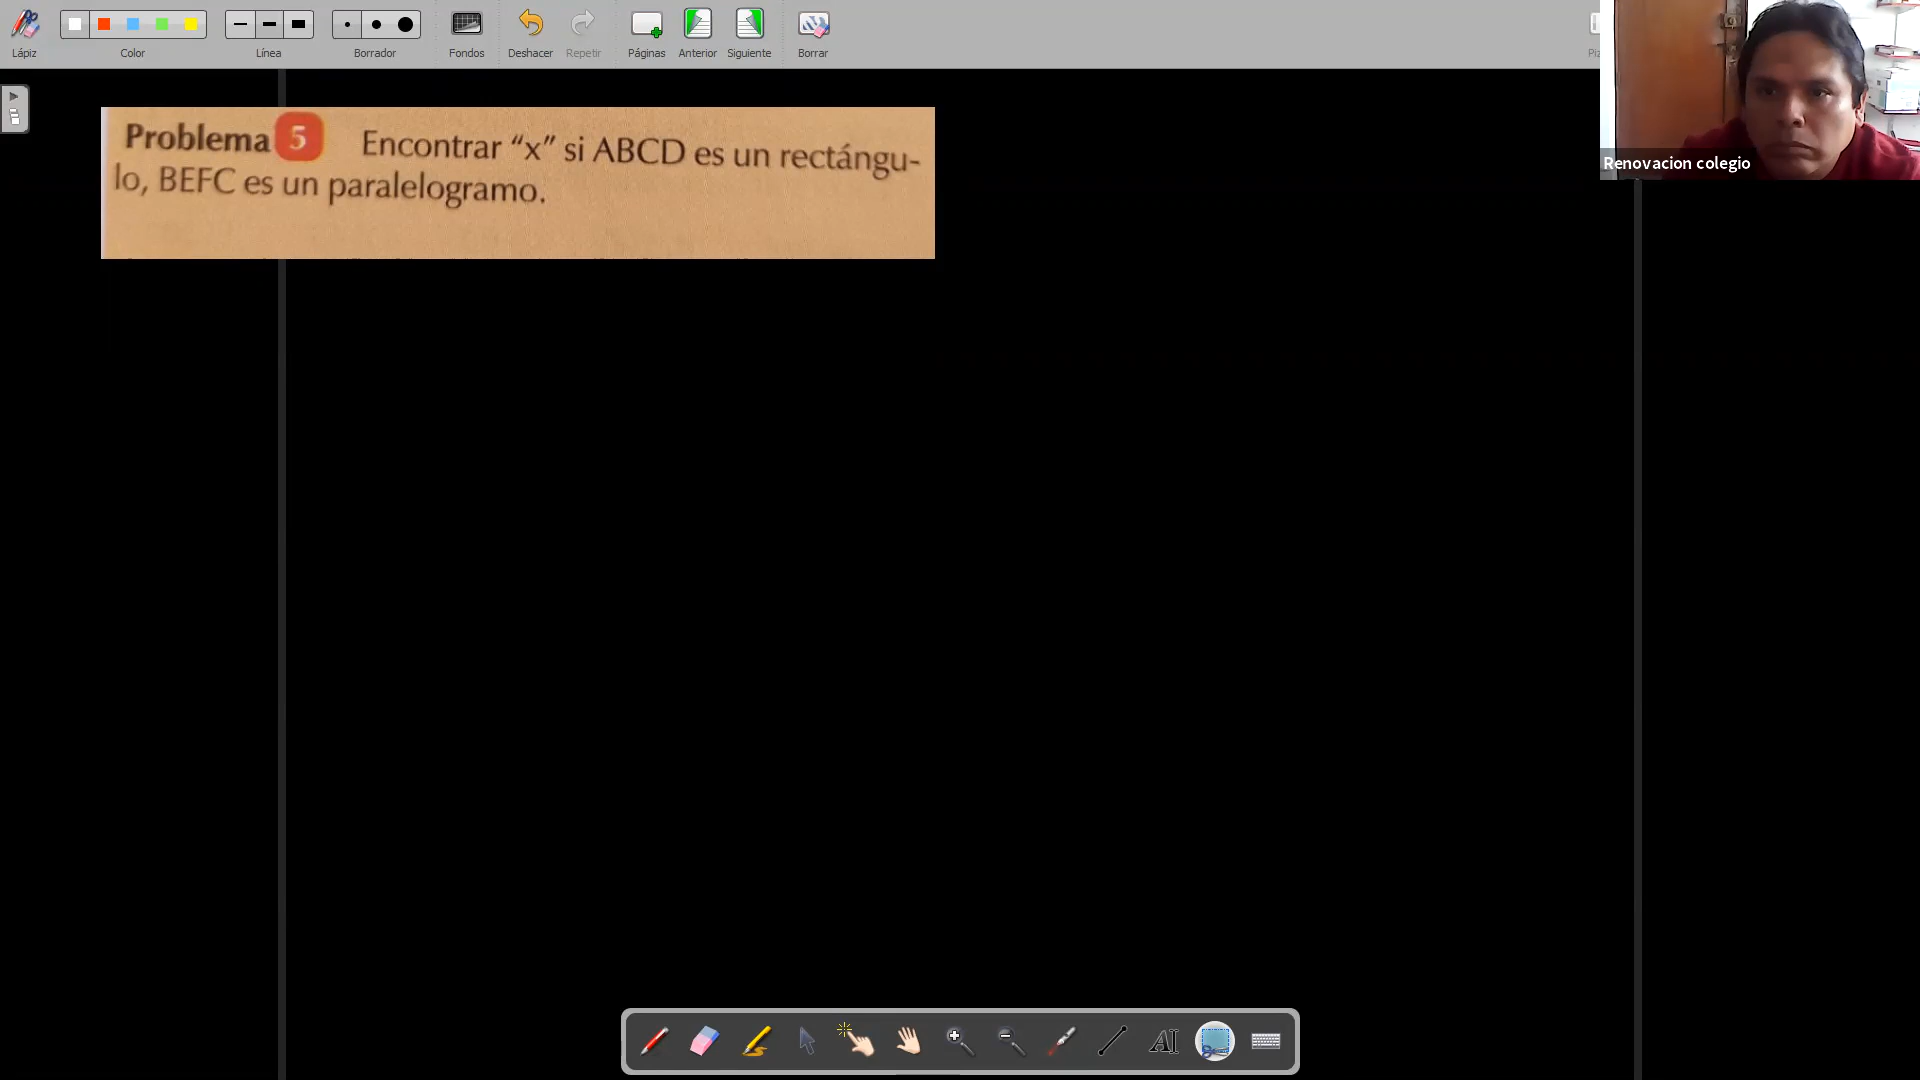 Lápiz
Color
Línea
Borrador
Fondos
Deshacer
Repetir
Páginas
Anterior
Siguiente
Borrar
Renovacion colegio
Problema 5 Encontrar “x” si ABCD es un rectángu-
lo, BEFC es un paralelogramo.
AI